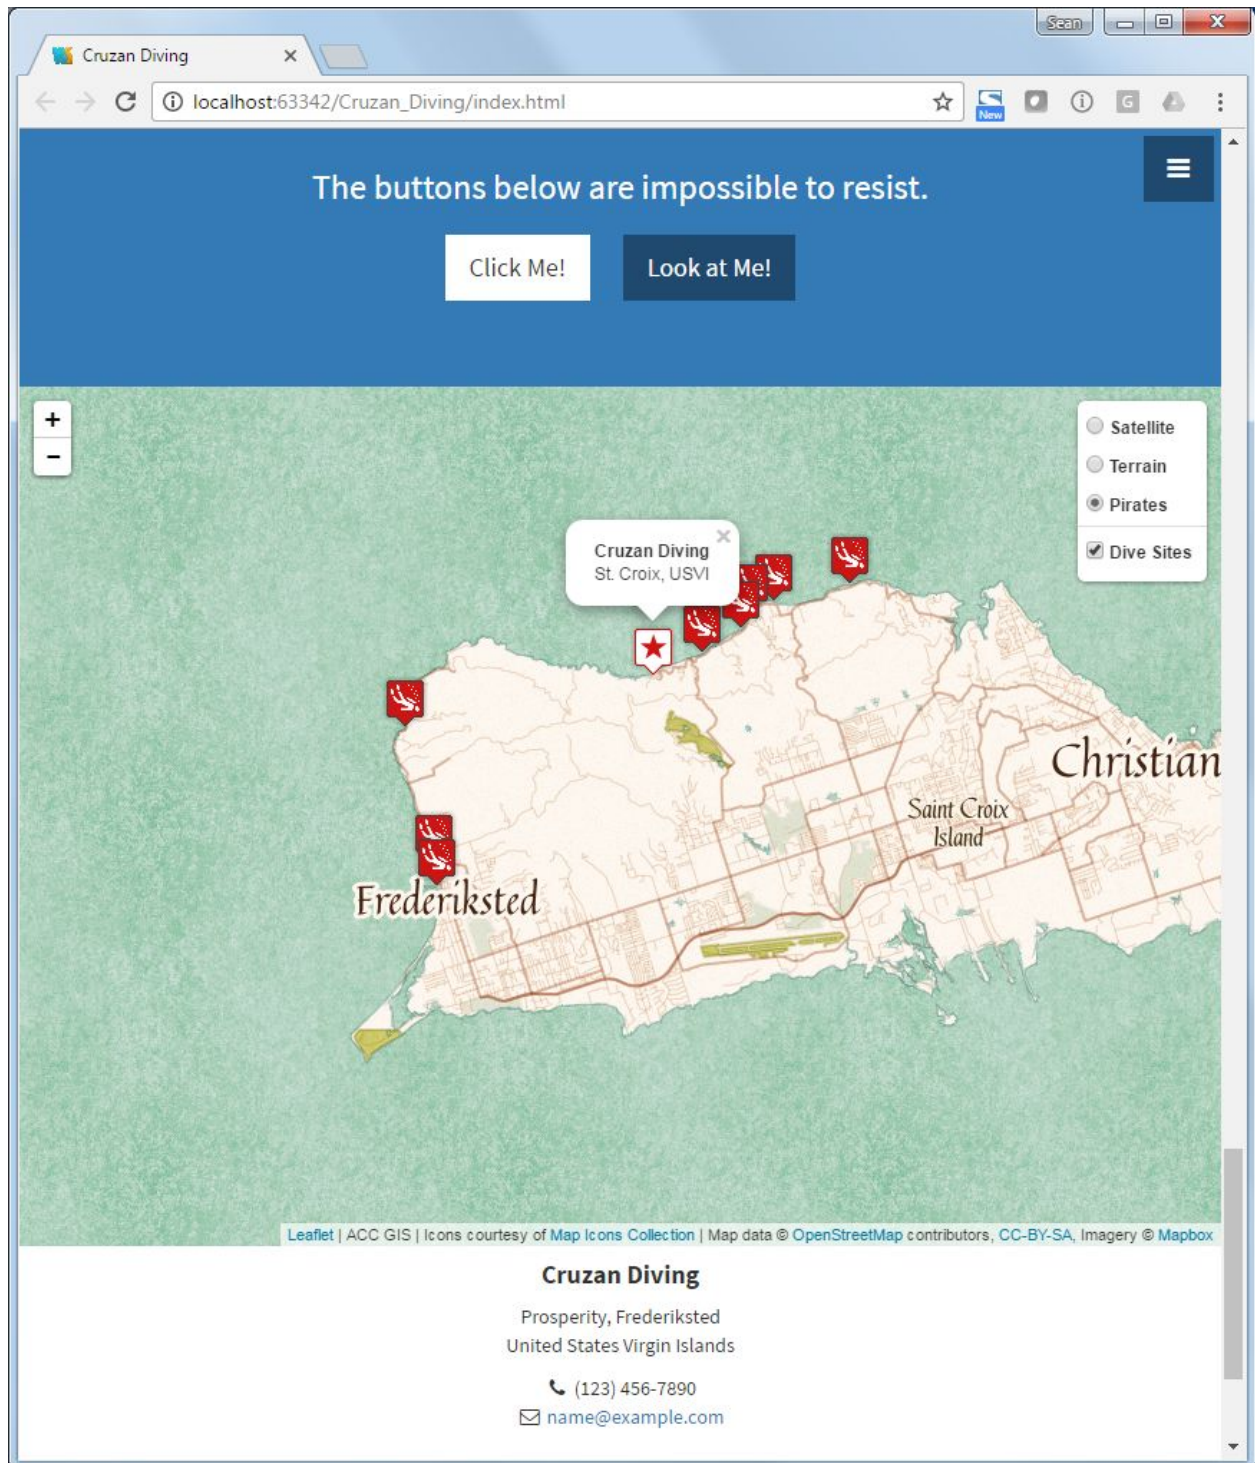 Sean
Cruzan Diving
localhost:63342/Cruzan_Diving/index.html
New
G
The buttons below are impossible to resist.
Click Me!
Look at Me!
+
−
Satellite
Terrain
Pirates
Dive Sites
Cruzan Diving
St. Croix, USVI
Christian
Saint Croix
Island
Frederiksted
Leaflet | ACC GIS | Icons courtesy of Map Icons Collection | Map data © OpenStreetMap contributors, CC-BY-SA, Imagery © Mapbox
Cruzan Diving
Prosperity, Frederiksted
United States Virgin Islands
(123) 456-7890
name@example.com